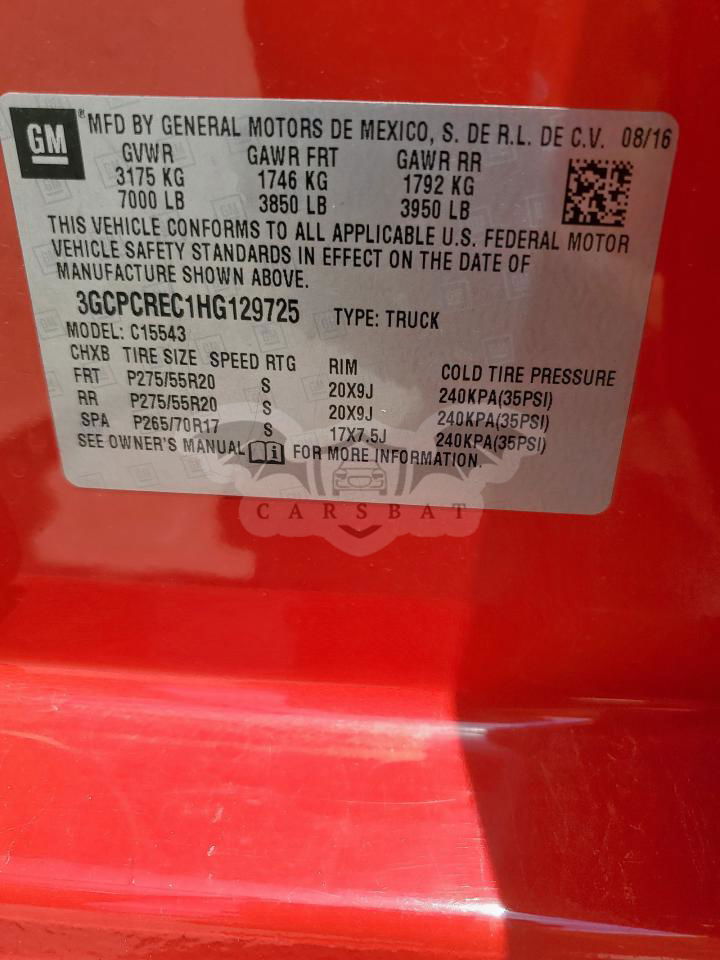 GM
® MFD BY GENERAL MOTORS DE MEXICO, S. DE R.L. DE C.V. 08/16
GVWR GAWR FRT GAWR RR
3175 KG 1746 KG 1792 KG
7000 LB 3850 LB 3950 LB
THIS VEHICLE CONFORMS TO ALL APPLICABLE U.S. FEDERAL MOTOR
VEHICLE SAFETY STANDARDS IN EFFECT ON THE DATE OF
MANUFACTURE SHOWN ABOVE.
3GCPCREC1HG129725 TYPE: TRUCK
MODEL: C15543
CHXB TIRE SIZE SPEED RTG RIM COLD TIRE PRESSURE
FRT P275/55R20 S 20X9J 240KPA(35PSI)
RR P275/55R20 S 20X9J 240KPA(35PSI)
SPA P265/70R17 S 17X7.5J 240KPA(35PSI)
SEE OWNER'S MANUAL i FOR MORE INFORMATION.
CARSBAT